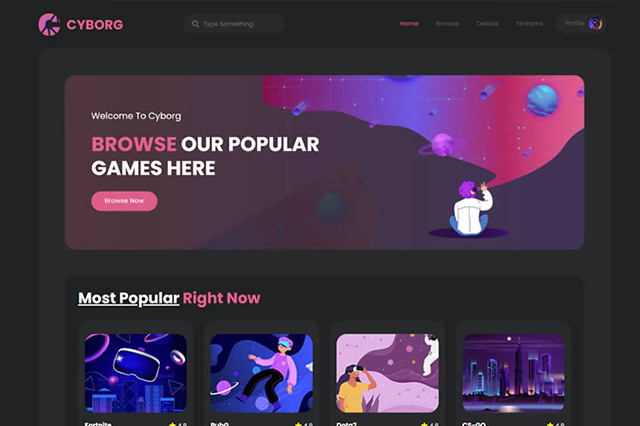 CYBORG
Type Something
Home Browse Details Streams Profile
Welcome To Cyborg
BROWSE OUR POPULAR
GAMES HERE
Browse Now
Most Popular Right Now
Fortnite 4.8 PubG 4.8 Dota2 4.8 CS-GO 4.8